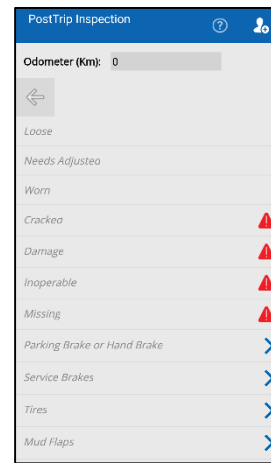 PostTrip Inspection
Odometer (Km): 0
Loose
Needs Adjusted
Worn
Cracked
Damage
Inoperable
Missing
Parking Brake or Hand Brake
Service Brakes
Tires
Mud Flaps